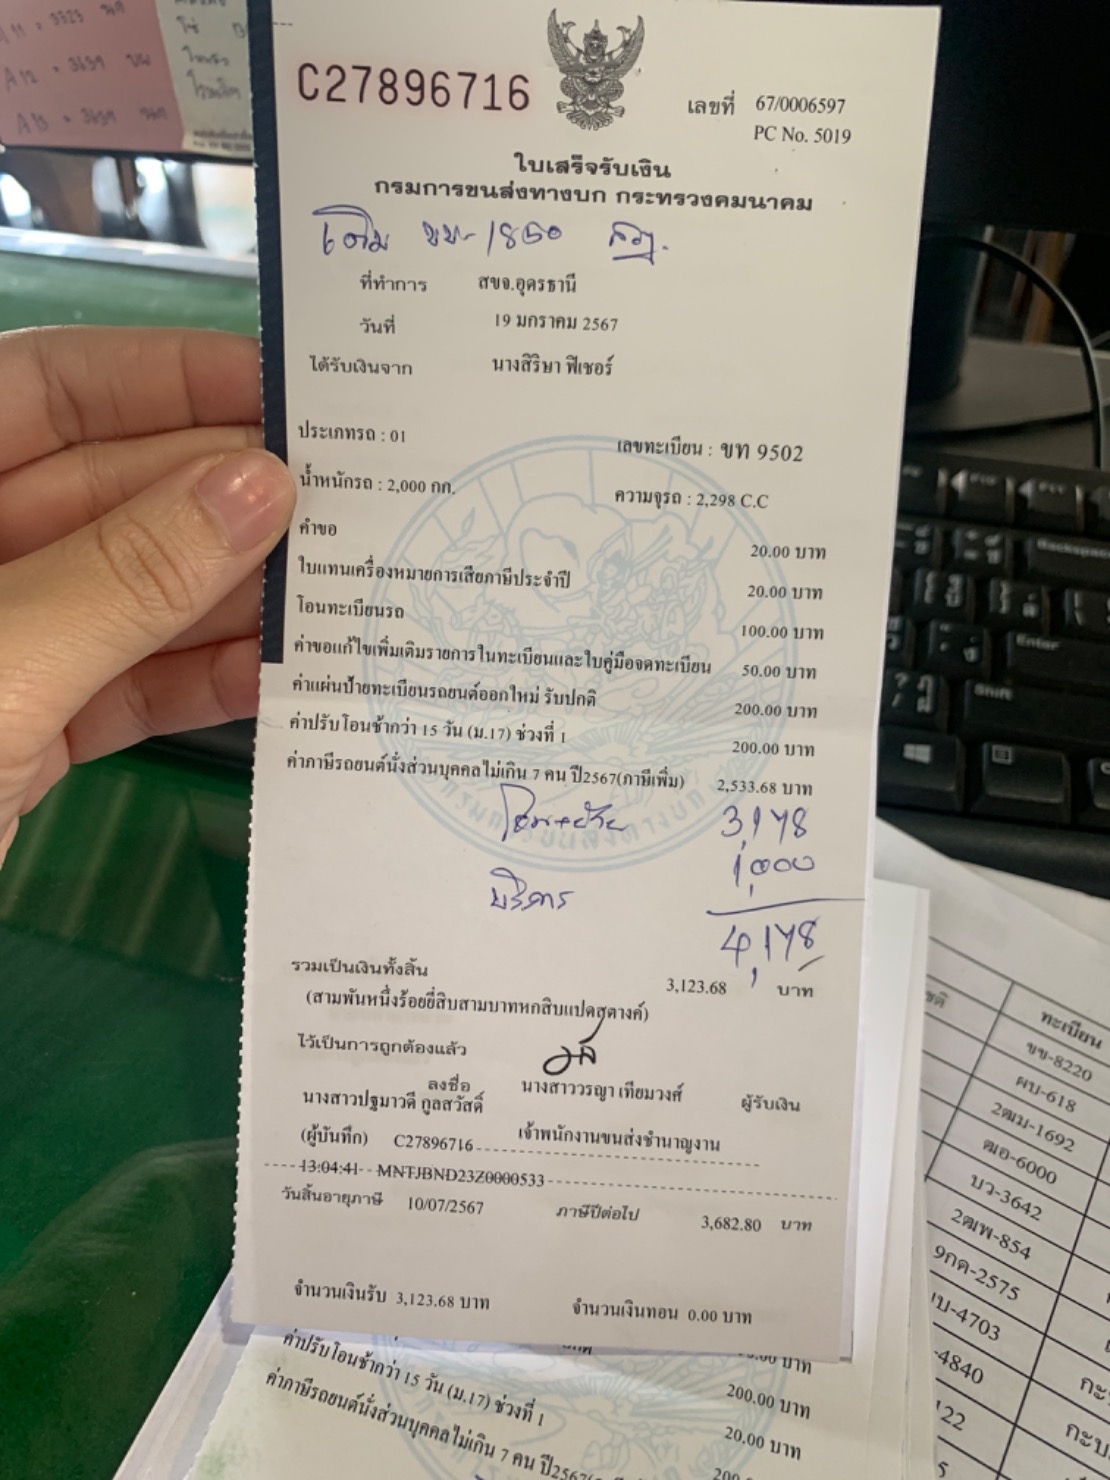 C27896716
เลขที่ 67/0006597
PC No. 5019
ใบเสร็จรับเงิน
กรมการขนส่งทางบก กระทรวงคมนาคม
เดิม ขข-1860
ที่ทำการ สขจ.อุดรธานี
วันที่ 19 มกราคม 2567
ได้รับเงินจาก นางสิริษา ฟิเชอร์
ประเภทรถ : 01 เลขทะเบียน : ขท 9502
น้ำหนักรถ : 2,000 กก. ความจุรถ : 2,298 C.C
คำขอ 20.00 บาท
ใบแทนเครื่องหมายการเสียภาษีประจำปี 20.00 บาท
โอนทะเบียนรถ 100.00 บาท
ค่าขอแก้ไขเพิ่มเติมรายการในทะเบียนและใบคู่มือจดทะเบียน 50.00 บาท
ค่าแผ่นป้ายทะเบียนรถยนต์ออกใหม่ รับปกติ 200.00 บาท
ค่าปรับโอนช้ากว่า 15 วัน (ม.17) ช่วงที่ 1 200.00 บาท
ค่าภาษีรถยนต์นั่งส่วนบุคคลไม่เกิน 7 คน ปี2567(ภาษีเพิ่ม) 2,533.68 บาท
โอน+ย้าย 3,178
บริการ 1,000
4,178
รวมเป็นเงินทั้งสิ้น 3,123.68 บาท
(สามพันหนึ่งร้อยยี่สิบสามบาทหกสิบแปดสตางค์)
ไว้เป็นการถูกต้องแล้ว
ลงชื่อ นางสาววรญา เทียมวงศ์ ผู้รับเงิน
นางสาวปฐมาวดี กูลสวัสดิ์
(ผู้บันทึก) C27896716 เจ้าพนักงานขนส่งชำนาญงาน
13:04:41 MNTJBND23Z0000533
วันสิ้นอายุภาษี 10/07/2567 ภาษีปีต่อไป 3,682.80 บาท
จำนวนเงินรับ 3,123.68 บาท จำนวนเงินทอน 0.00 บาท
ค่าปรับโอนช้ากว่า 15 วัน (ม.17) ช่วงที่ 1 200.00 บาท
ค่าภาษีรถยนต์นั่งส่วนบุคคลไม่เกิน 7 คน ปี2567 20.00 บาท
ทะเบียน
ขข-8220
ผบ-618
2ฒม-1692
ฒอ-6000
บว-3642
2ฒพ-854
9กด-2575
-4703
-4840
122
Backspace
Enter
Shift